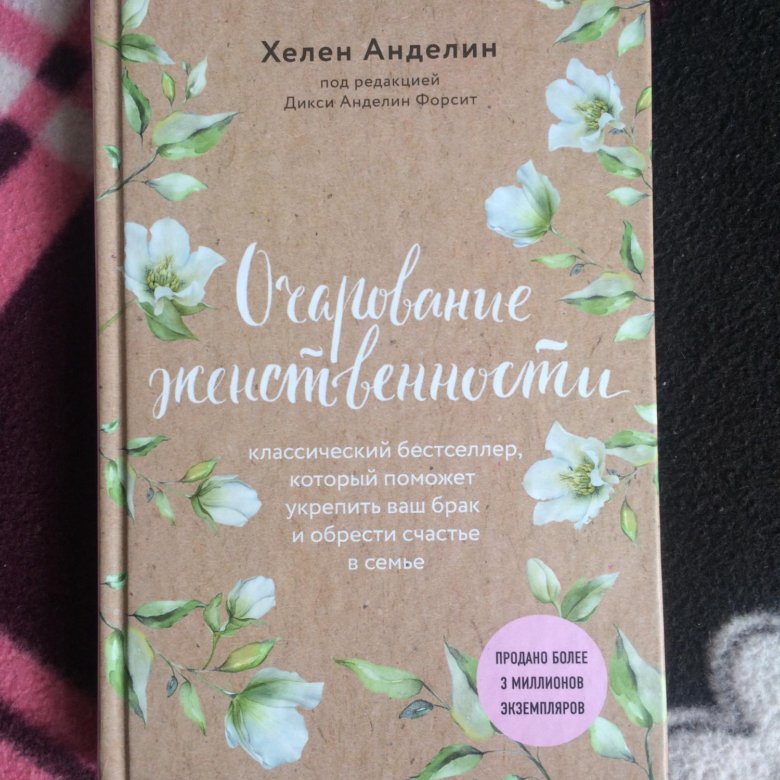 Хелен Анделин
под редакцией
Дикси Анделин Форсит
Очарование
женственности
классический бестселлер,
который поможет
укрепить ваш брак
и обрести счастье
в семье
ПРОДАНО БОЛЕЕ
3 МИЛЛИОНОВ
ЭКЗЕМПЛЯРОВ